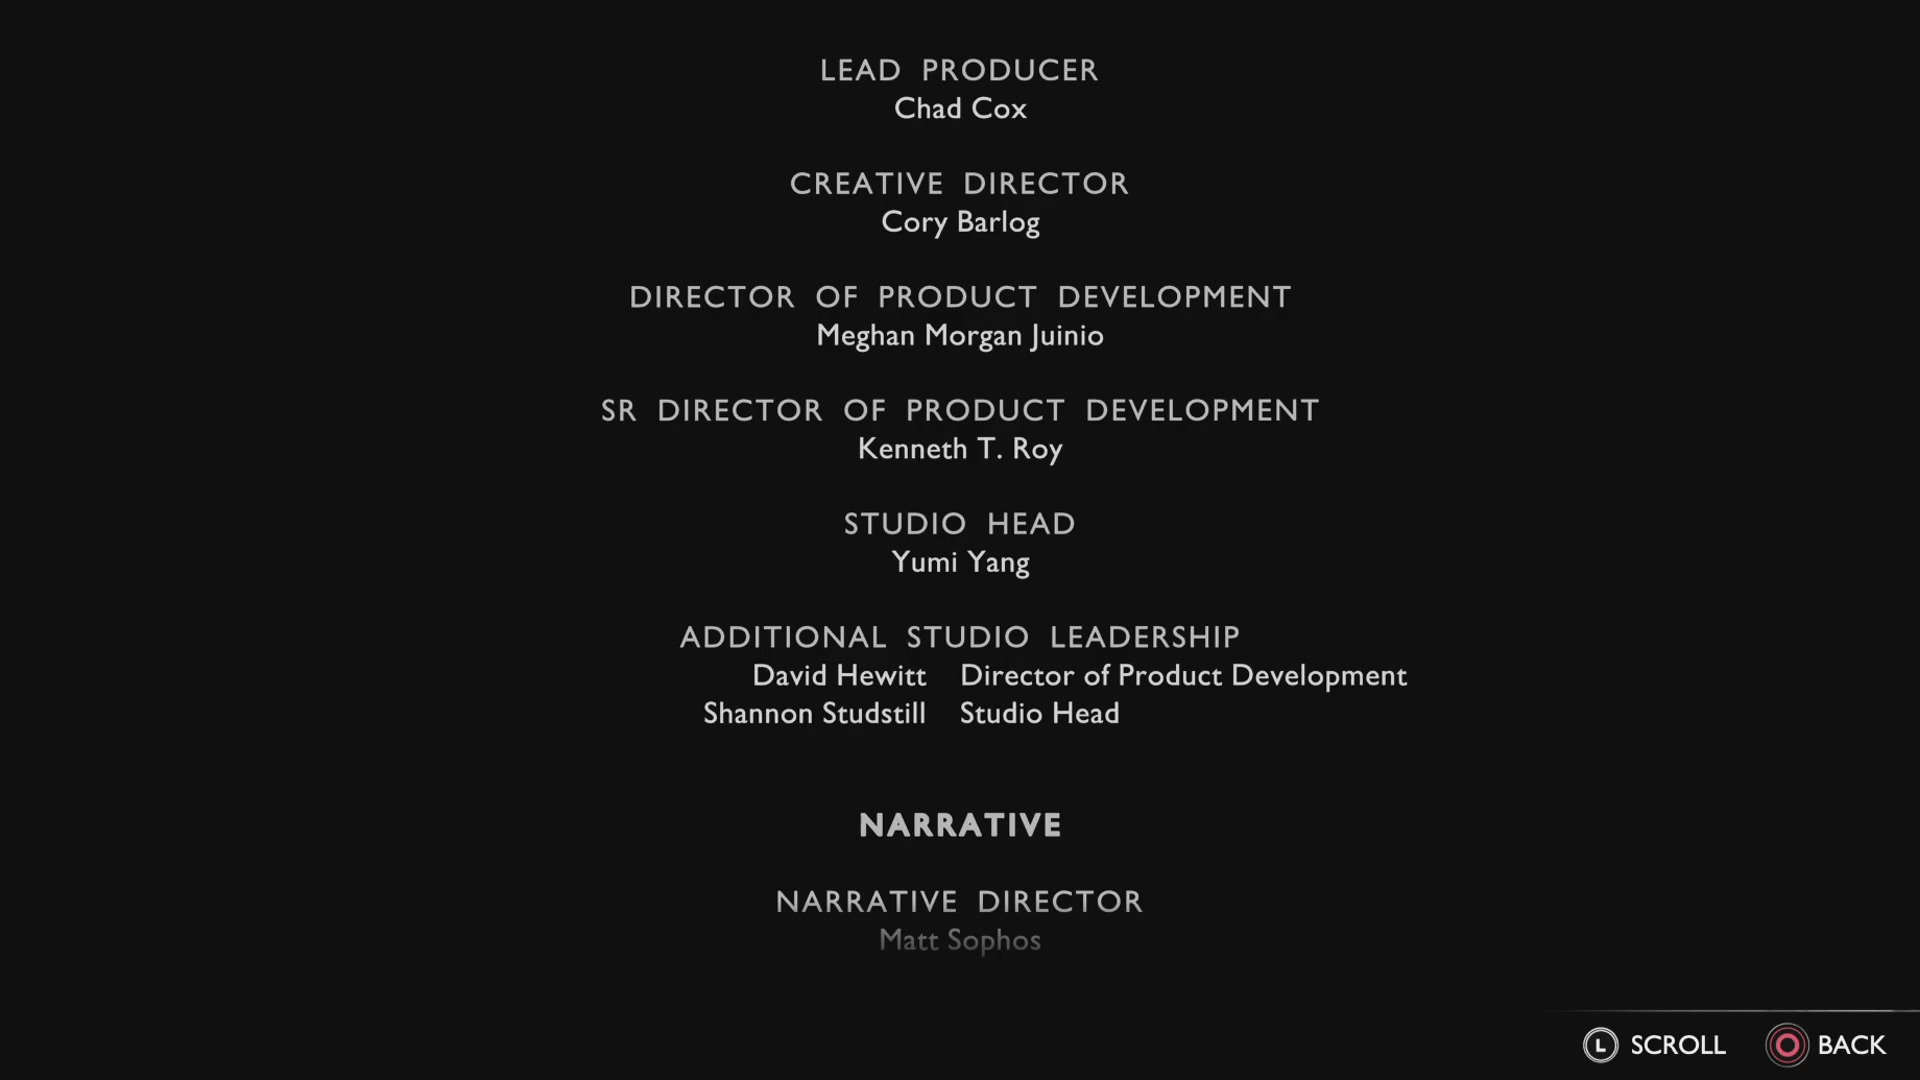 LEAD PRODUCER
Chad Cox
CREATIVE DIRECTOR
Cory Barlog
DIRECTOR OF PRODUCT DEVELOPMENT
Meghan Morgan Juinio
SR DIRECTOR OF PRODUCT DEVELOPMENT
Kenneth T. Roy
STUDIO HEAD
Yumi Yang
ADDITIONAL STUDIO LEADERSHIP
David Hewitt Director of Product Development
Shannon Studstill Studio Head
NARRATIVE
NARRATIVE DIRECTOR
Matt Sophos
L SCROLL BACK